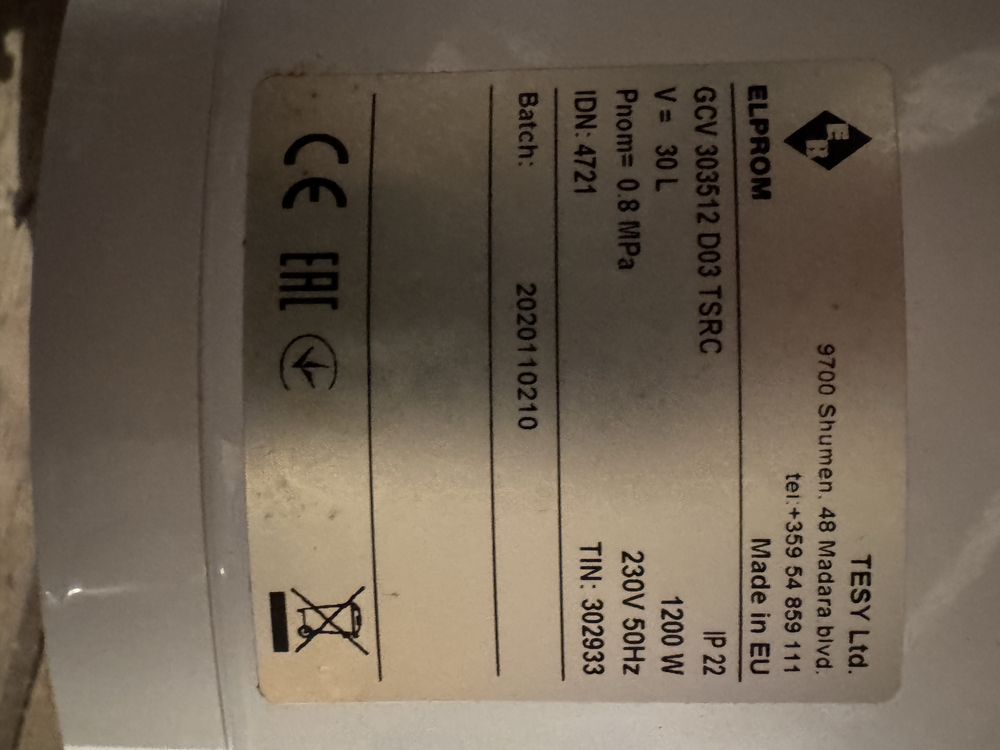 EB
TESY Ltd.
9700 Shumen, 48 Madara blvd.
tel:+359 54 859 111
ELPROM Made in EU
GCV 303512 D03 TSRC IP 22
V = 30 L 1200 W
Pnom= 0.8 MPa 230V 50Hz
IDN: 4721 TIN: 302933
Batch: 2020110210
CE EAC